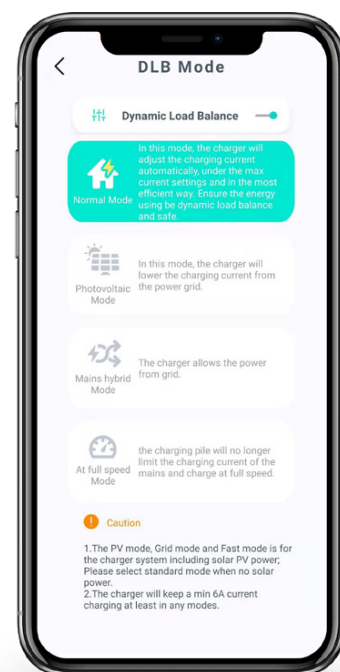 DLB Mode
Dynamic Load Balance
In this mode, the charger will
adjust the charging current
automatically, under the max
current settings and in the most
efficient way. Ensure the energy
using be dynamic load balance
and safe.
Normal Mode
In this mode, the charger will
lower the charging current from
the power grid.
Photovoltaic
Mode
The charger allows the power
from grid.
Mains hybrid
Mode
the charging pile will no longer
limit the charging current of the
mains and charge at full speed.
At full speed
Mode
! Caution
1.The PV mode, Grid mode and Fast mode is for
the charger system including solar PV power;
Please select standard mode when no solar
power.
2.The charger will keep a min 6A current
charging at least in any modes.